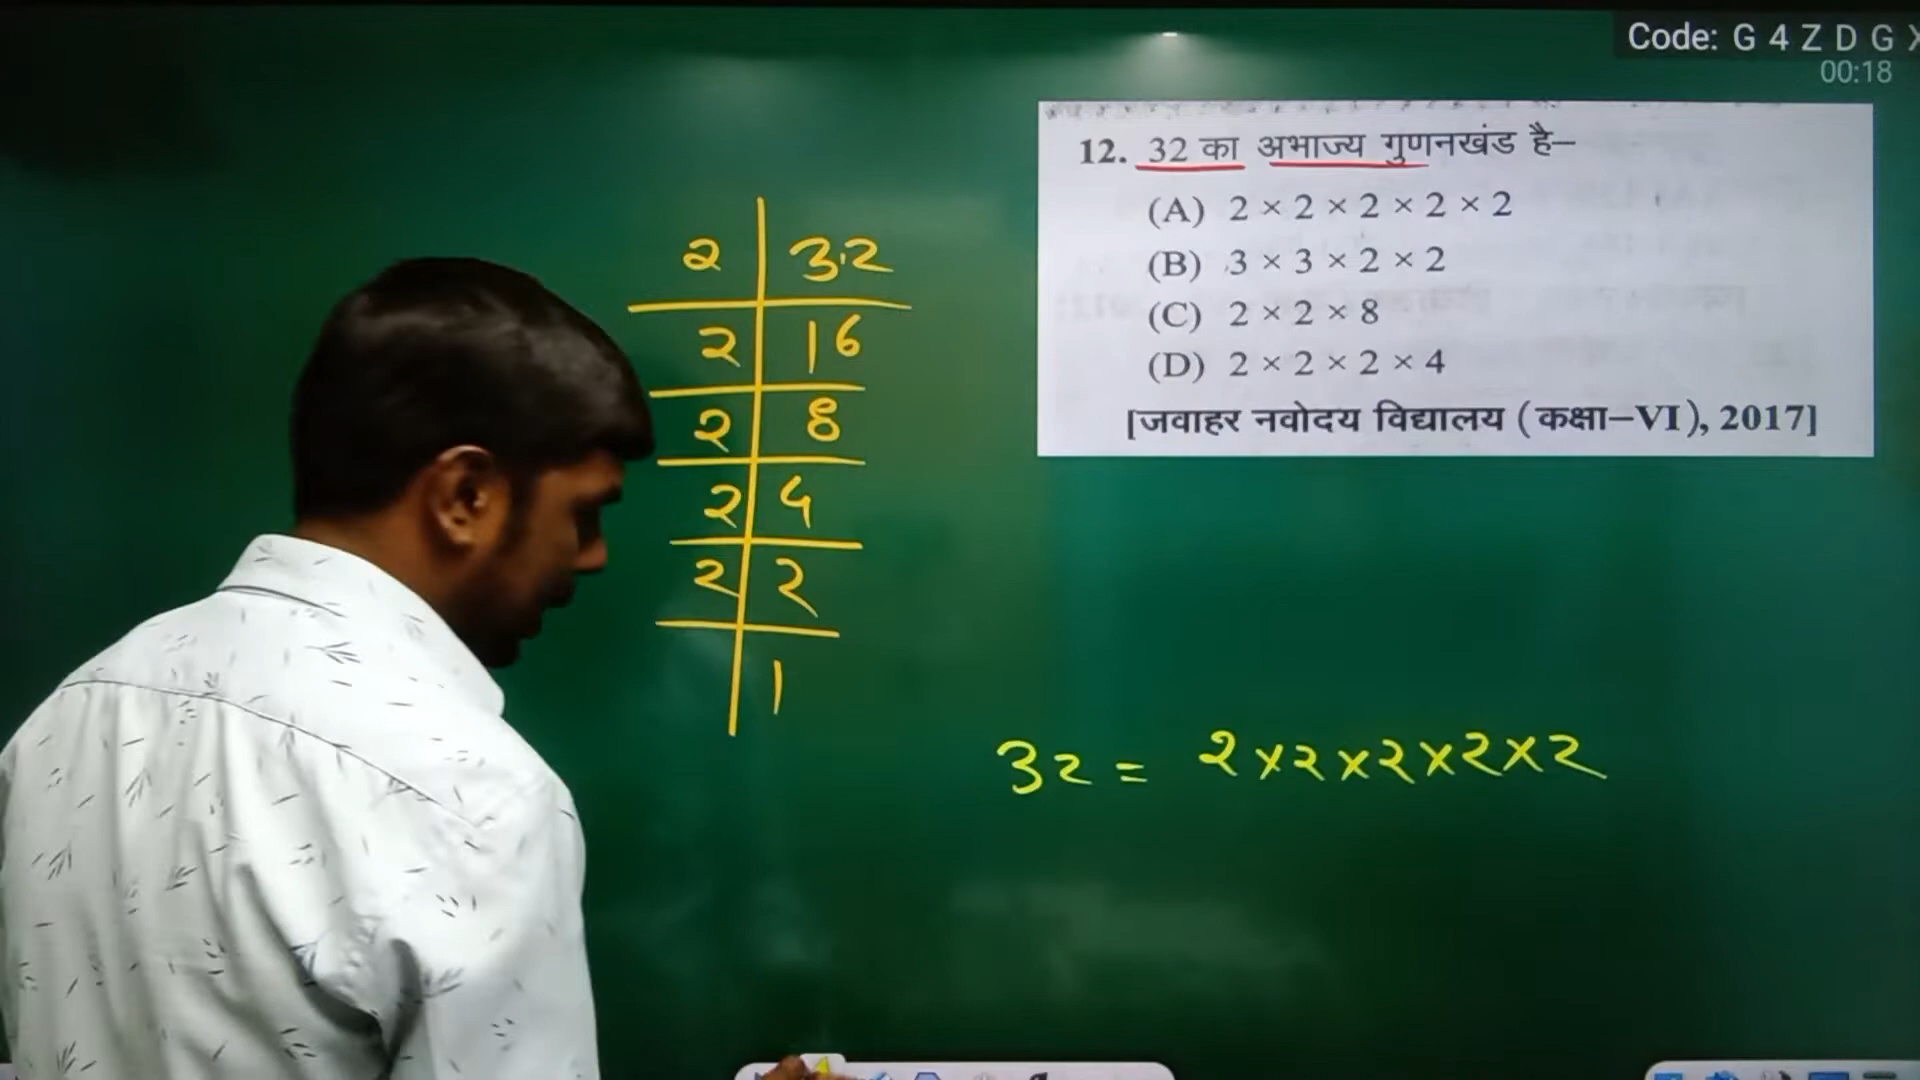 Code: G 4 Z D G X
00:18
12. 32 का अभाज्य गुणनखंड है–
(A) 2 × 2 × 2 × 2 × 2
(B) 3 × 3 × 2 × 2
(C) 2 × 2 × 8
(D) 2 × 2 × 2 × 4
[जवाहर नवोदय विद्यालय (कक्षा–VI), 2017]
2 32
2 16
2 8
2 4
2 2
1
32 = 2×2×2×2×2